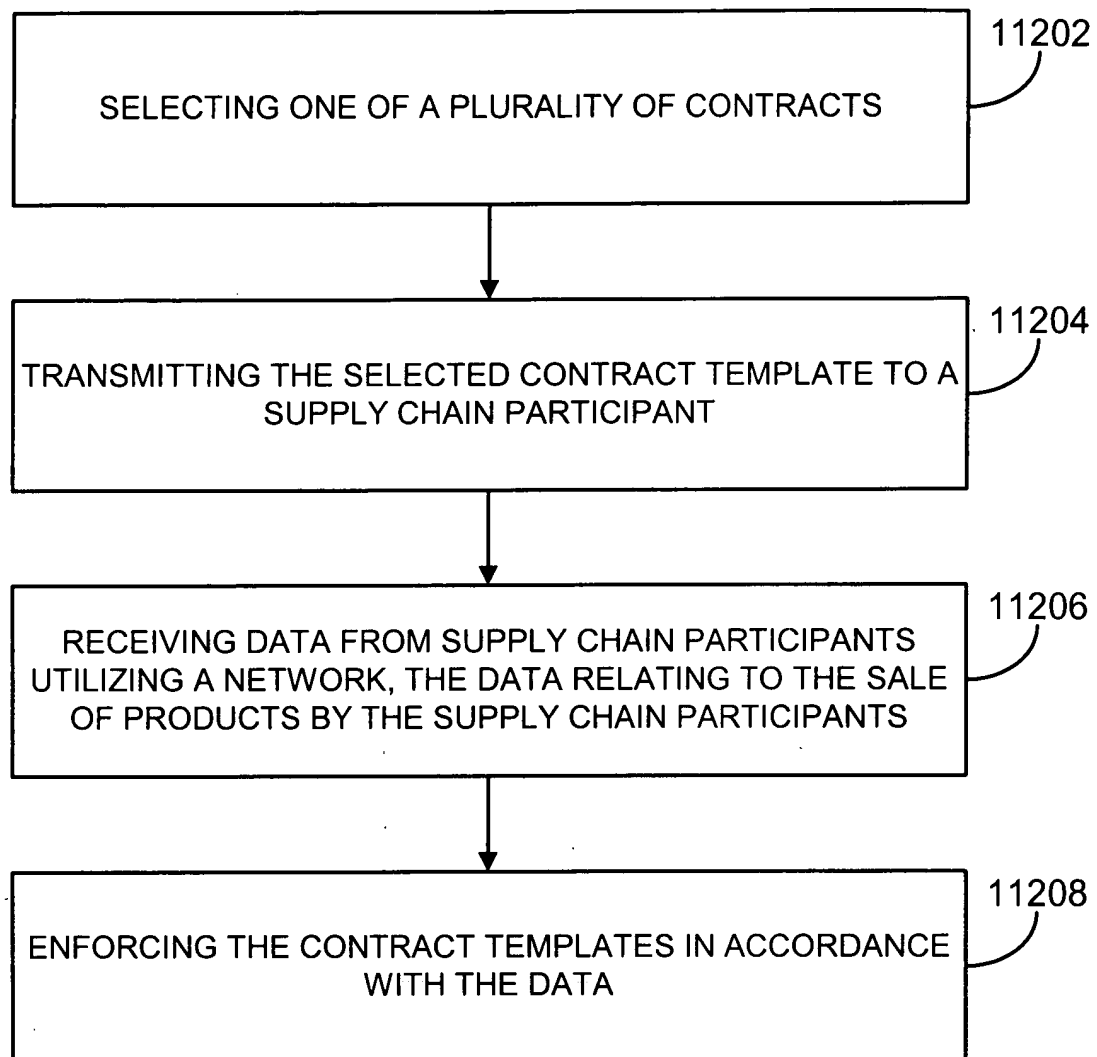 11202
SELECTING ONE OF A PLURALITY OF CONTRACTS
11204
TRANSMITTING THE SELECTED CONTRACT TEMPLATE TO A
SUPPLY CHAIN PARTICIPANT
11206
RECEIVING DATA FROM SUPPLY CHAIN PARTICIPANTS
UTILIZING A NETWORK, THE DATA RELATING TO THE SALE
OF PRODUCTS BY THE SUPPLY CHAIN PARTICIPANTS
11208
ENFORCING THE CONTRACT TEMPLATES IN ACCORDANCE
WITH THE DATA